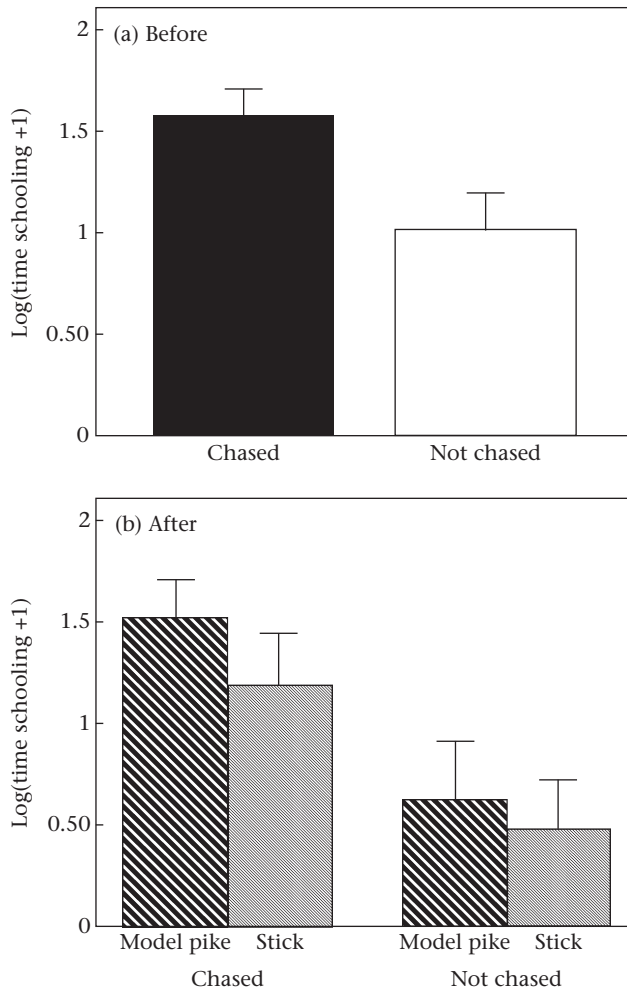 (a) Before
Log(time schooling +1)
2
1.5
1
0.50
0
Chased
Not chased
(b) After
Log(time schooling +1)
2
1.5
1
0.50
0
Model pike Stick Model pike Stick
Chased Not chased